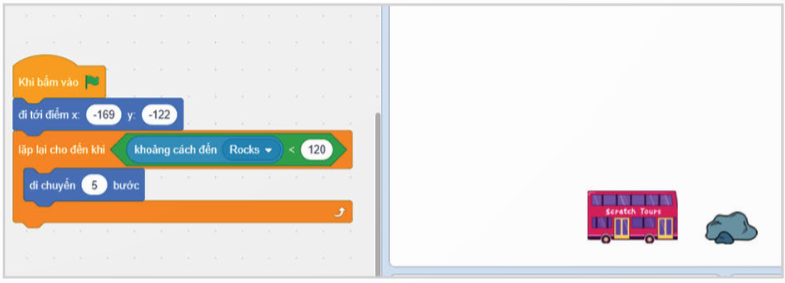 Khi bấm vào
đi tới điểm x: -169 y: -122
lặp lại cho đến khi khoảng cách đến Rocks < 120
di chuyển 5 bước
Scratch Tours